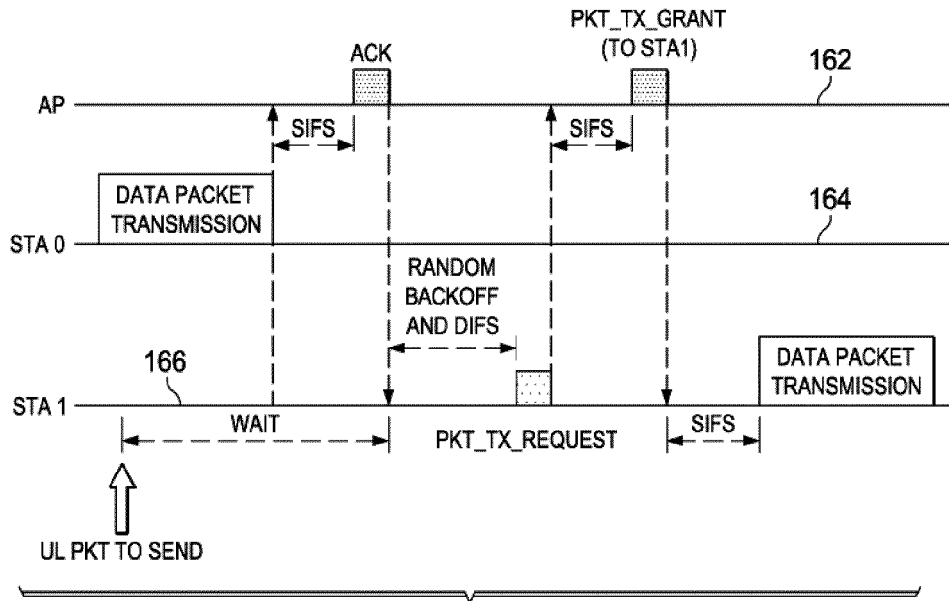 PKT_TX_GRANT
(TO STA1)
ACK
162
AP
SIFS
SIFS
DATA PACKET
TRANSMISSION
164
STA 0
RANDOM
BACKOFF
AND DIFS
166
DATA PACKET
TRANSMISSION
STA 1
WAIT
PKT_TX_REQUEST
SIFS
UL PKT TO SEND